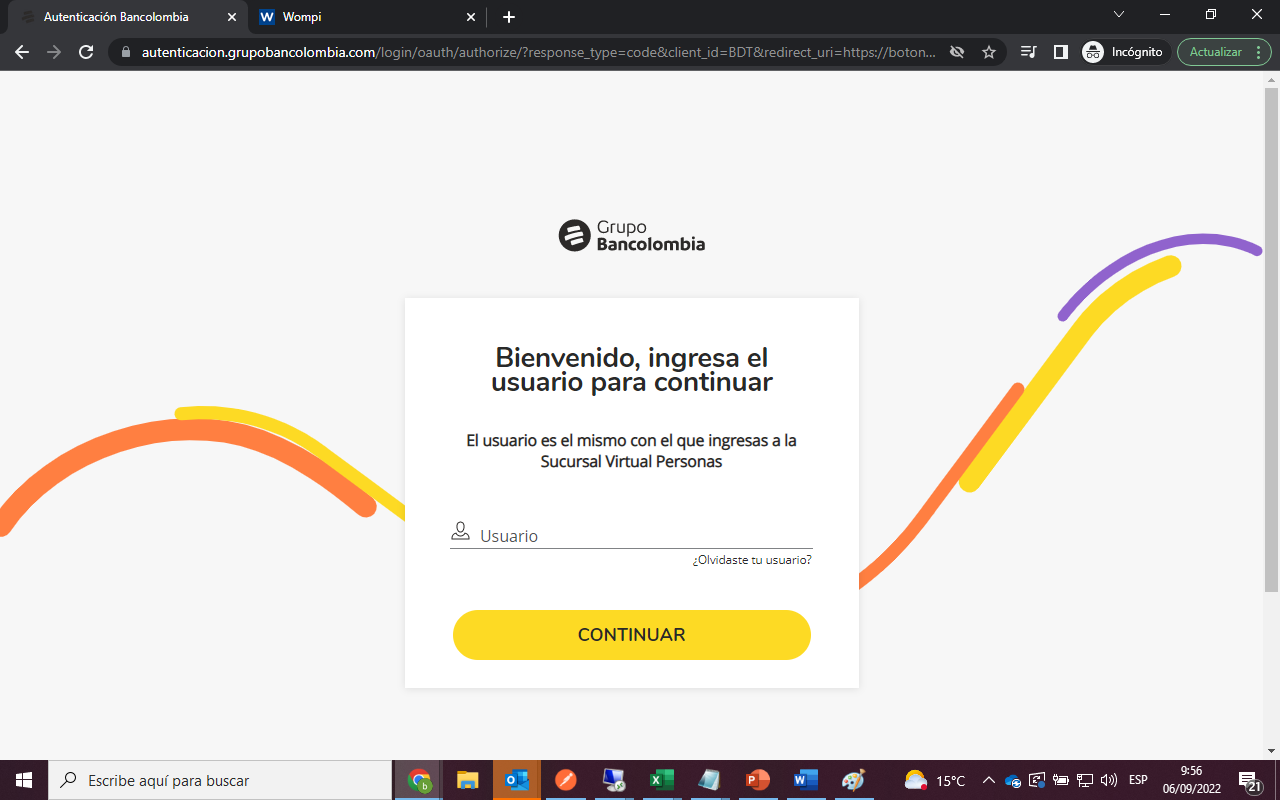 Autenticación Bancolombia
W Wompi
autenticacion.grupobancolombia.com/login/oauth/authorize/?response_type=code&client_id=BDT&redirect_uri=https://boton...
Incógnito
Actualizar
Grupo
Bancolombia
Bienvenido, ingresa el
usuario para continuar
El usuario es el mismo con el que ingresas a la
Sucursal Virtual Personas
Usuario
¿Olvidaste tu usuario?
CONTINUAR
Escribe aquí para buscar
b
15°C
ESP
9:56
06/09/2022
21